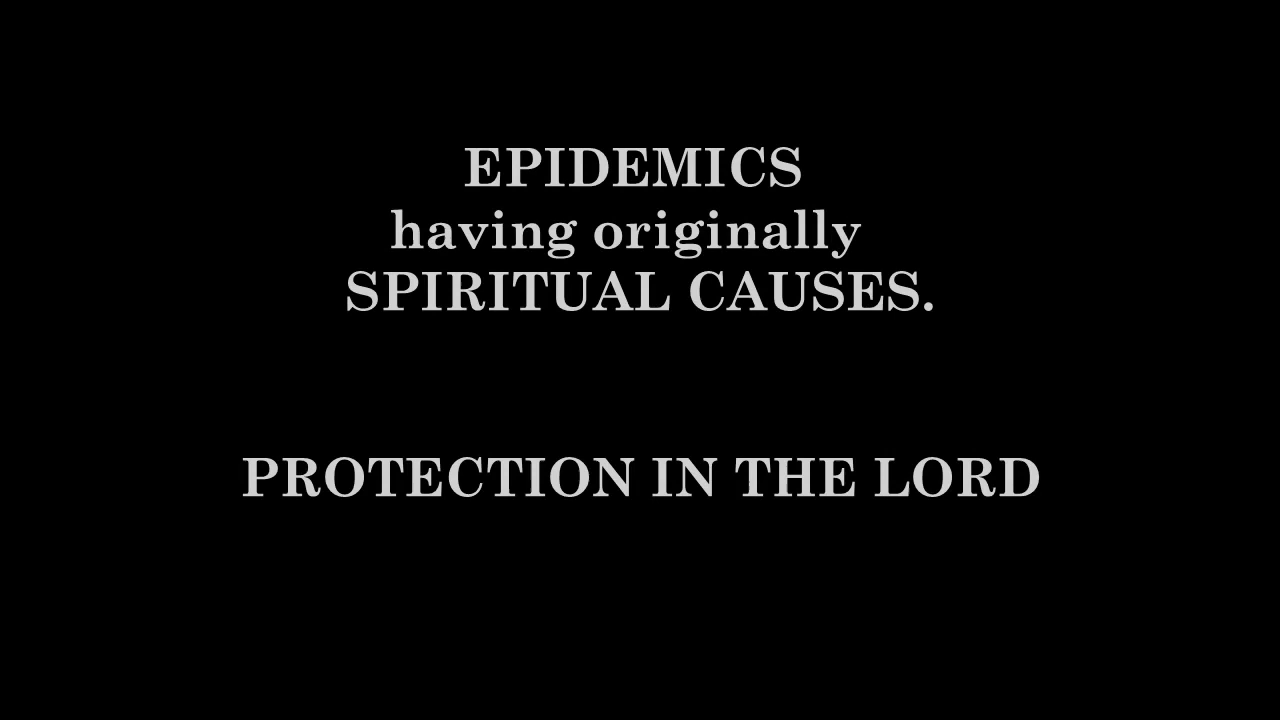 EPIDEMICS
having originally
SPIRITUAL CAUSES.
PROTECTION IN THE LORD